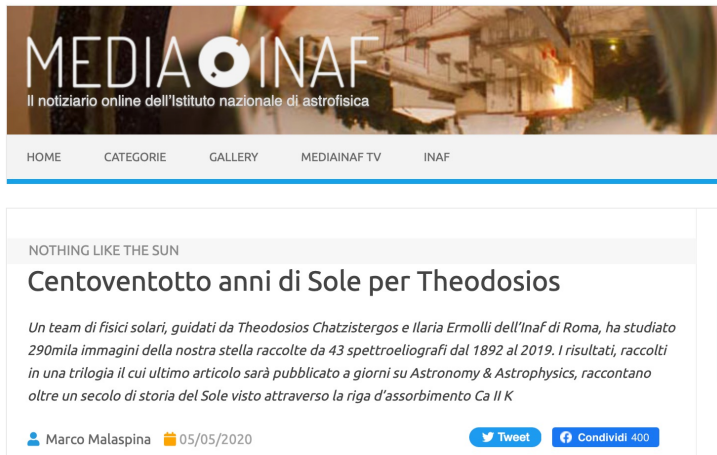 MEDIA INAF
Il notiziario online dell'Istituto nazionale di astrofisica
HOME CATEGORIE GALLERY MEDIAINAF TV INAF
NOTHING LIKE THE SUN
Centoventotto anni di Sole per Theodosios
Un team di fisici solari, guidati da Theodosios Chatzistergos e Ilaria Ermolli dell'Inaf di Roma, ha studiato
290mila immagini della nostra stella raccolte da 43 spettroeliografi dal 1892 al 2019. I risultati, raccolti
in una trilogia il cui ultimo articolo sarà pubblicato a giorni su Astronomy & Astrophysics, raccontano
oltre un secolo di storia del Sole visto attraverso la riga d'assorbimento Ca II K
Marco Malaspina 05/05/2020 Tweet Condividi 400